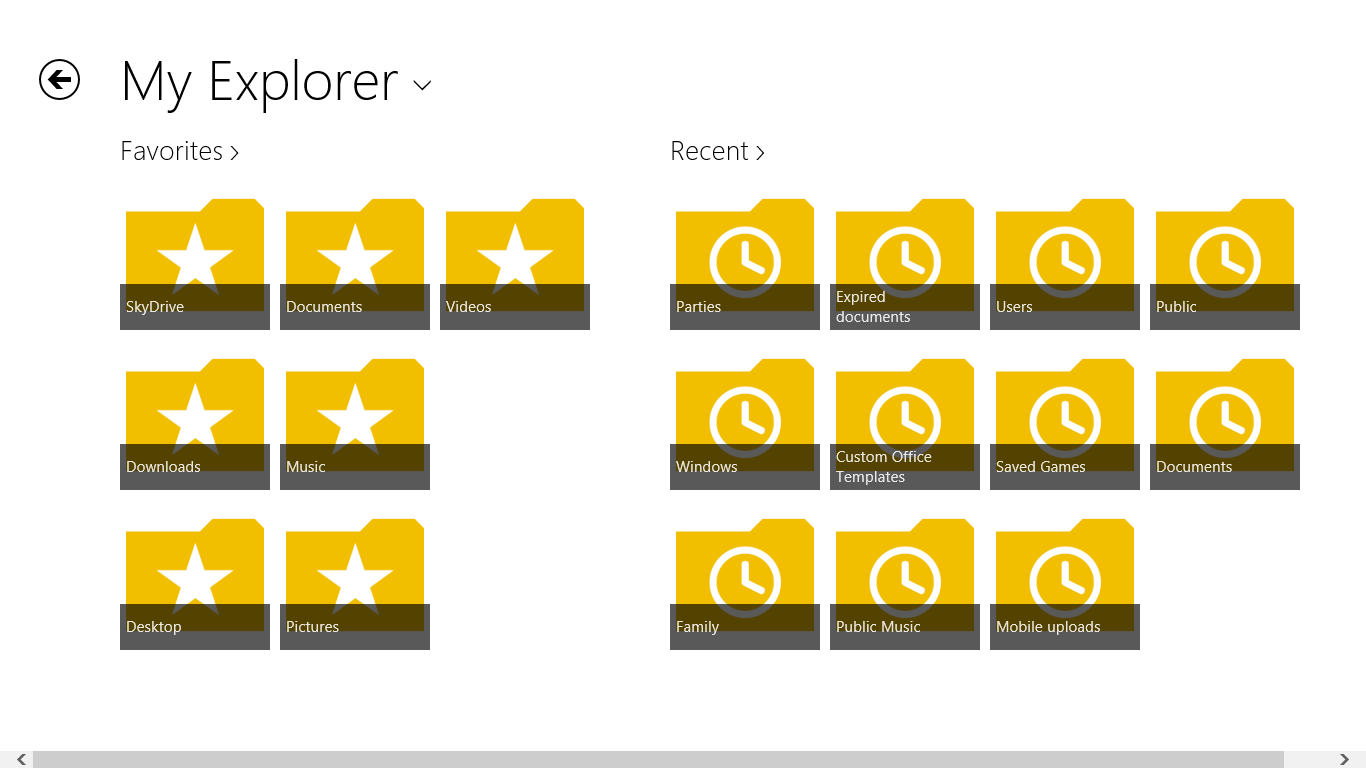 My Explorer
Favorites
SkyDrive
Documents
Videos
Downloads
Music
Desktop
Pictures
Recent
Parties
Expired
documents
Users
Public
Windows
Custom Office
Templates
Saved Games
Documents
Family
Public Music
Mobile uploads